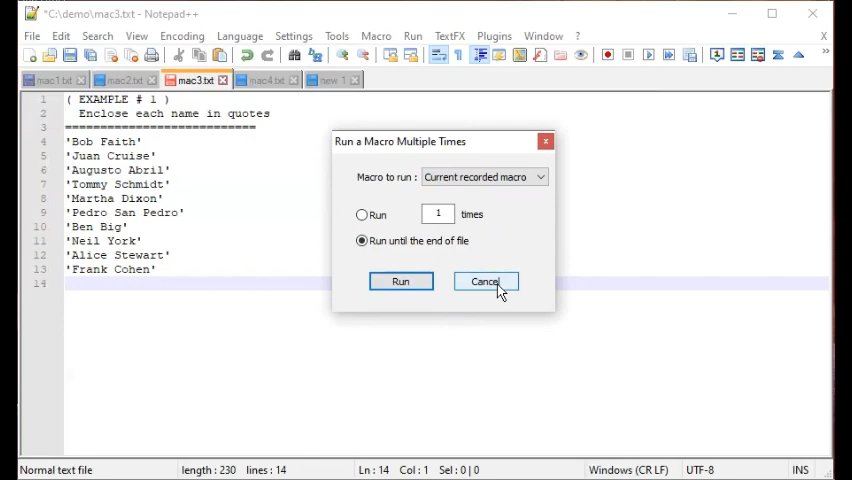 *C:\demo\mac3.txt - Notepad++
File Edit Search View Encoding Language Settings Tools Macro Run TextFX Plugins Window ? X
mac1.txt mac2.txt mac3.txt mac4.txt new 1
1 ( EXAMPLE # 1 )
2 Enclose each name in quotes
3 ===========================
4 'Bob Faith'
5 'Juan Cruise'
6 'Augusto Abril'
7 'Tommy Schmidt'
8 'Martha Dixon'
9 'Pedro San Pedro'
10 'Ben Big'
11 'Neil York'
12 'Alice Stewart'
13 'Frank Cohen'
14
Run a Macro Multiple Times
Macro to run : Current recorded macro
Run 1 times
Run until the end of file
Run Cancel
Normal text file length : 230 lines : 14 Ln : 14 Col : 1 Sel : 0 | 0 Windows (CR LF) UTF-8 INS